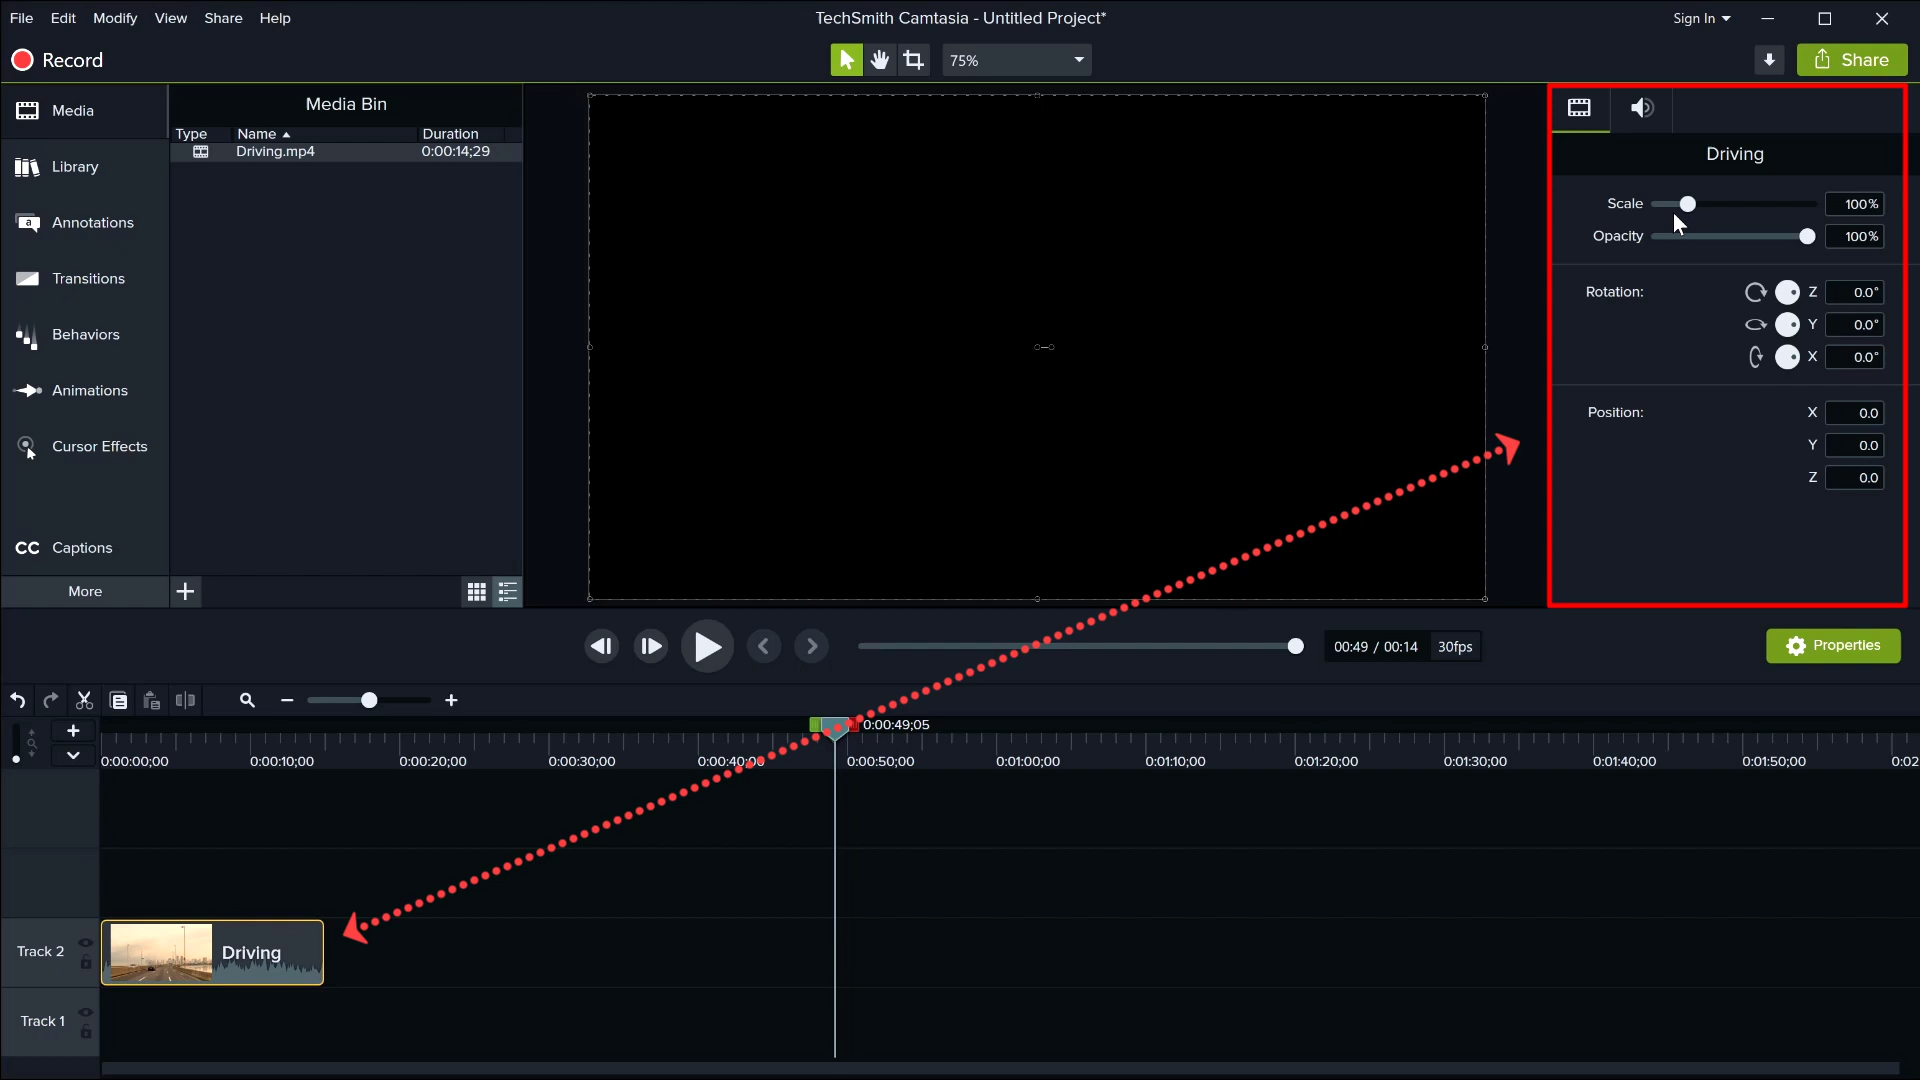 File Edit Modify View Share Help
TechSmith Camtasia - Untitled Project*
Sign In
Record
75%
Share
Media
Media Bin
Type Name Duration
Driving.mp4 0:00:14;29
Library
Annotations
Transitions
Behaviors
Animations
Cursor Effects
CC Captions
More
Driving
Scale 100%
Opacity 100%
Rotation: Z 0.0°
Y 0.0°
X 0.0°
Position: X 0.0
Y 0.0
Z 0.0
00:49 / 00:14 30fps
Properties
0:00:49;05
0:00:00;00 0:00:10;00 0:00:20;00 0:00:30;00 0:00:40;00 0:00:50;00 0:01:00;00 0:01:10;00 0:01:20;00 0:01:30;00 0:01:40;00 0:01:50;00 0:02
Track 2
Driving
Track 1